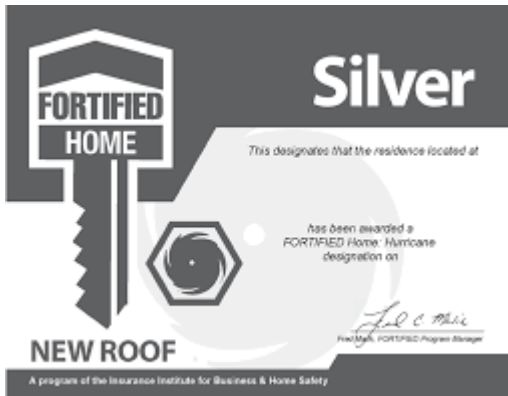 Silver
FORTIFIED
HOME
This designates that the residence located at
has been awarded a
FORTIFIED Home: Hurricane
designation on
Fred Malik, FORTIFIED Program Manager
NEW ROOF
A program of the Insurance Institute for Business & Home Safety